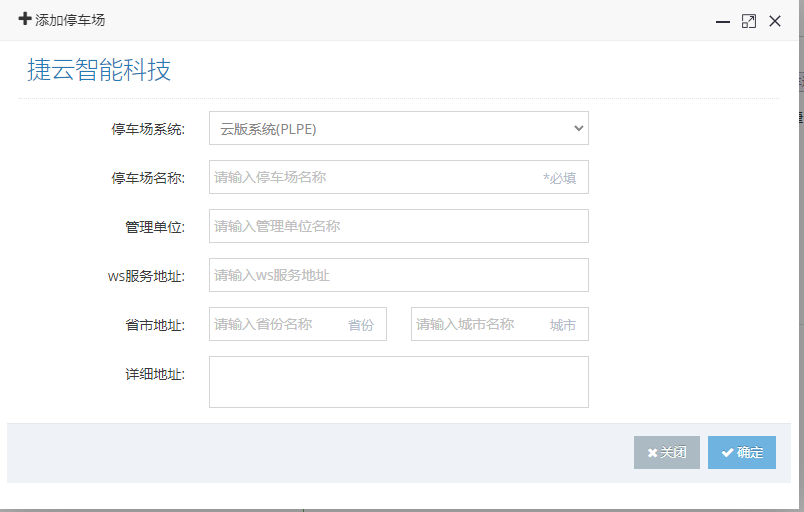 添加停车场
捷云智能科技
停车场系统: 云版系统(PLPE)
停车场名称: 请输入停车场名称 *必填
管理单位: 请输入管理单位名称
ws服务地址: 请输入ws服务地址
省市地址: 请输入省份名称 省份 请输入城市名称 城市
详细地址:
关闭 确定